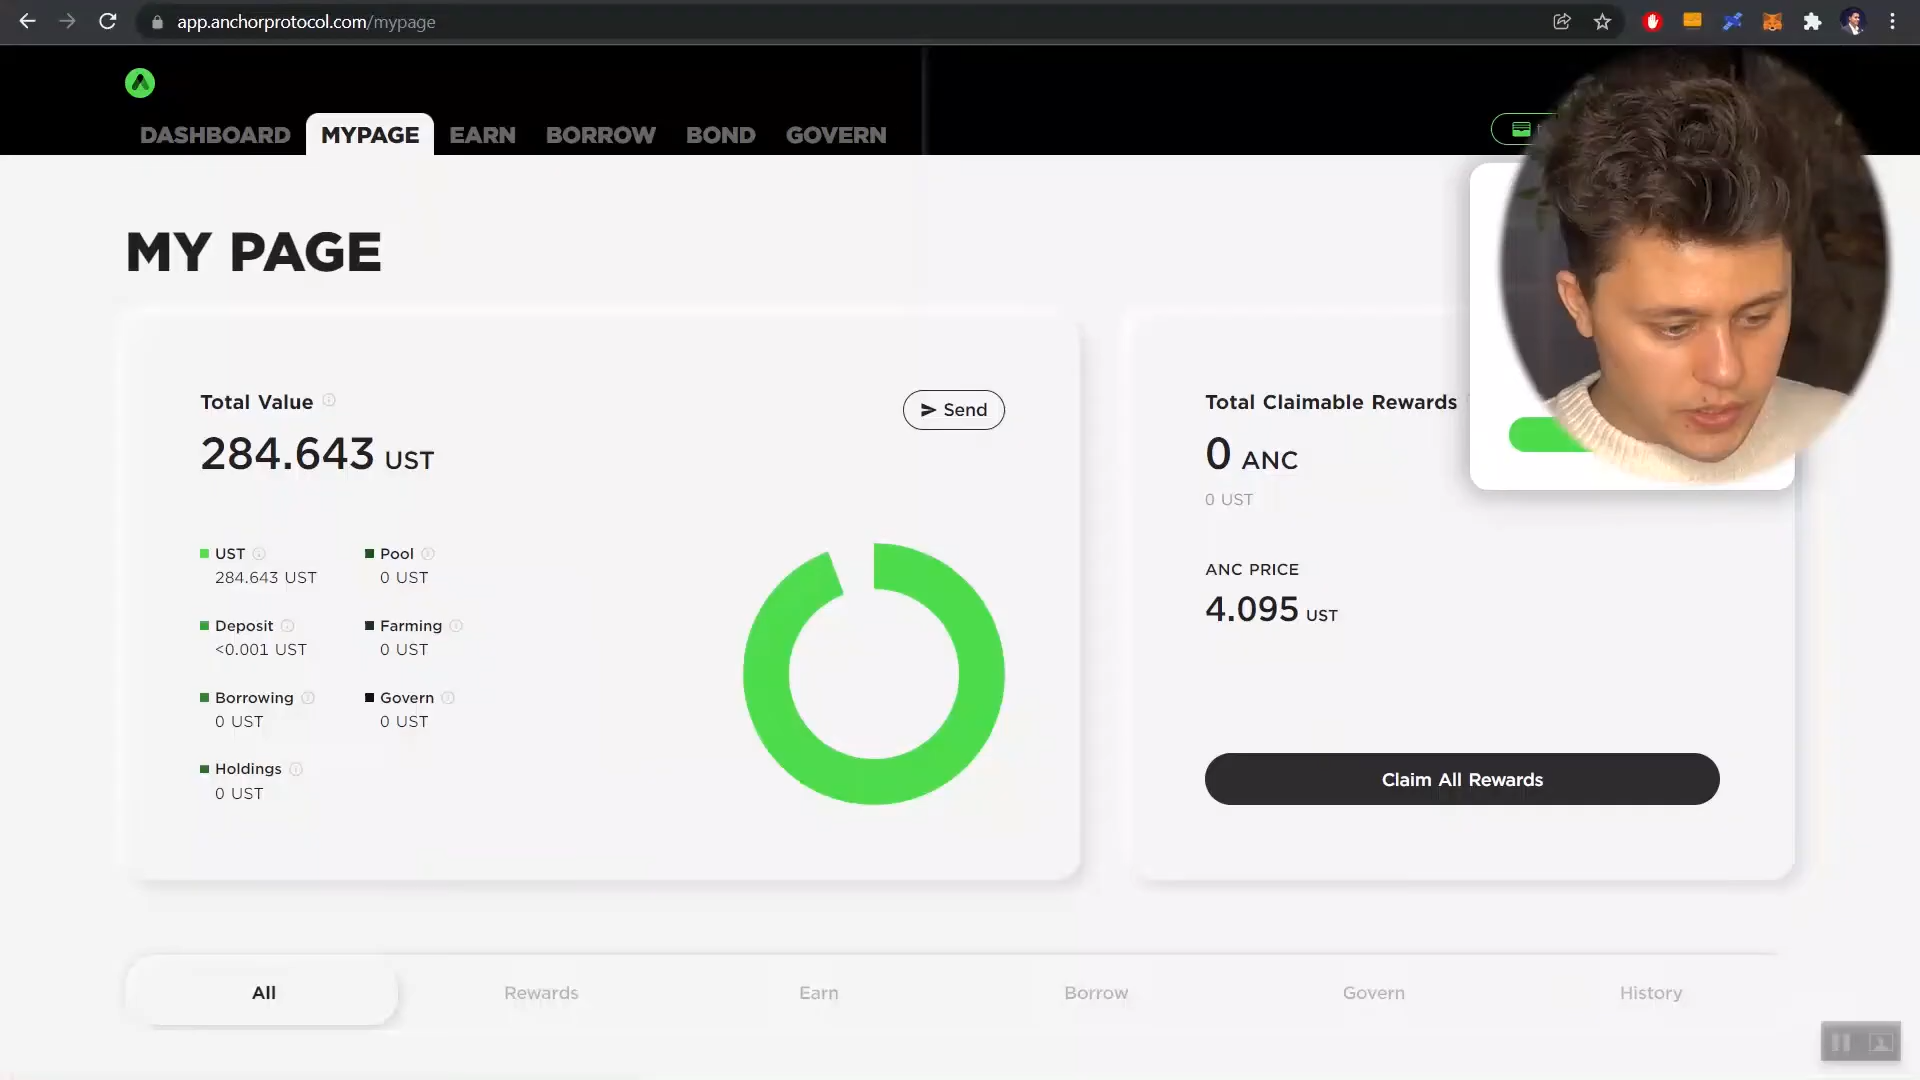 app.anchorprotocol.com/mypage
DASHBOARD MYPAGE EARN BORROW BOND GOVERN
MY PAGE
Total Value
Send
284.643 UST
UST
284.643 UST
Pool
0 UST
Deposit
<0.001 UST
Farming
0 UST
Borrowing
0 UST
Govern
0 UST
Holdings
0 UST
Total Claimable Rewards
0 ANC
0 UST
ANC PRICE
4.095 UST
Claim All Rewards
All Rewards Earn Borrow Govern History